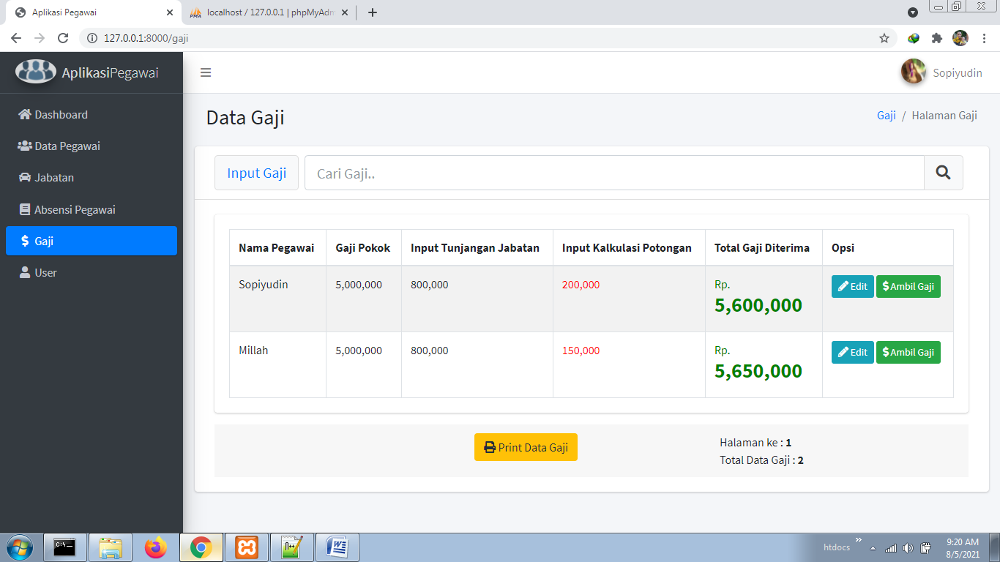 Aplikasi Pegawai
localhost / 127.0.0.1 | phpMyAdm
127.0.0.1:8000/gaji
AplikasiPegawai
Sopiyudin
Dashboard
Data Pegawai
Jabatan
Absensi Pegawai
Gaji
User
Data Gaji
Gaji / Halaman Gaji
Input Gaji
Cari Gaji..
Nama Pegawai Gaji Pokok Input Tunjangan Jabatan Input Kalkulasi Potongan Total Gaji Diterima Opsi
Sopiyudin 5,000,000 800,000 200,000 Rp. 5,600,000 Edit $ Ambil Gaji
Millah 5,000,000 800,000 150,000 Rp. 5,650,000 Edit $ Ambil Gaji
Print Data Gaji
Halaman ke : 1
Total Data Gaji : 2
htdocs
9:20 AM
8/5/2021